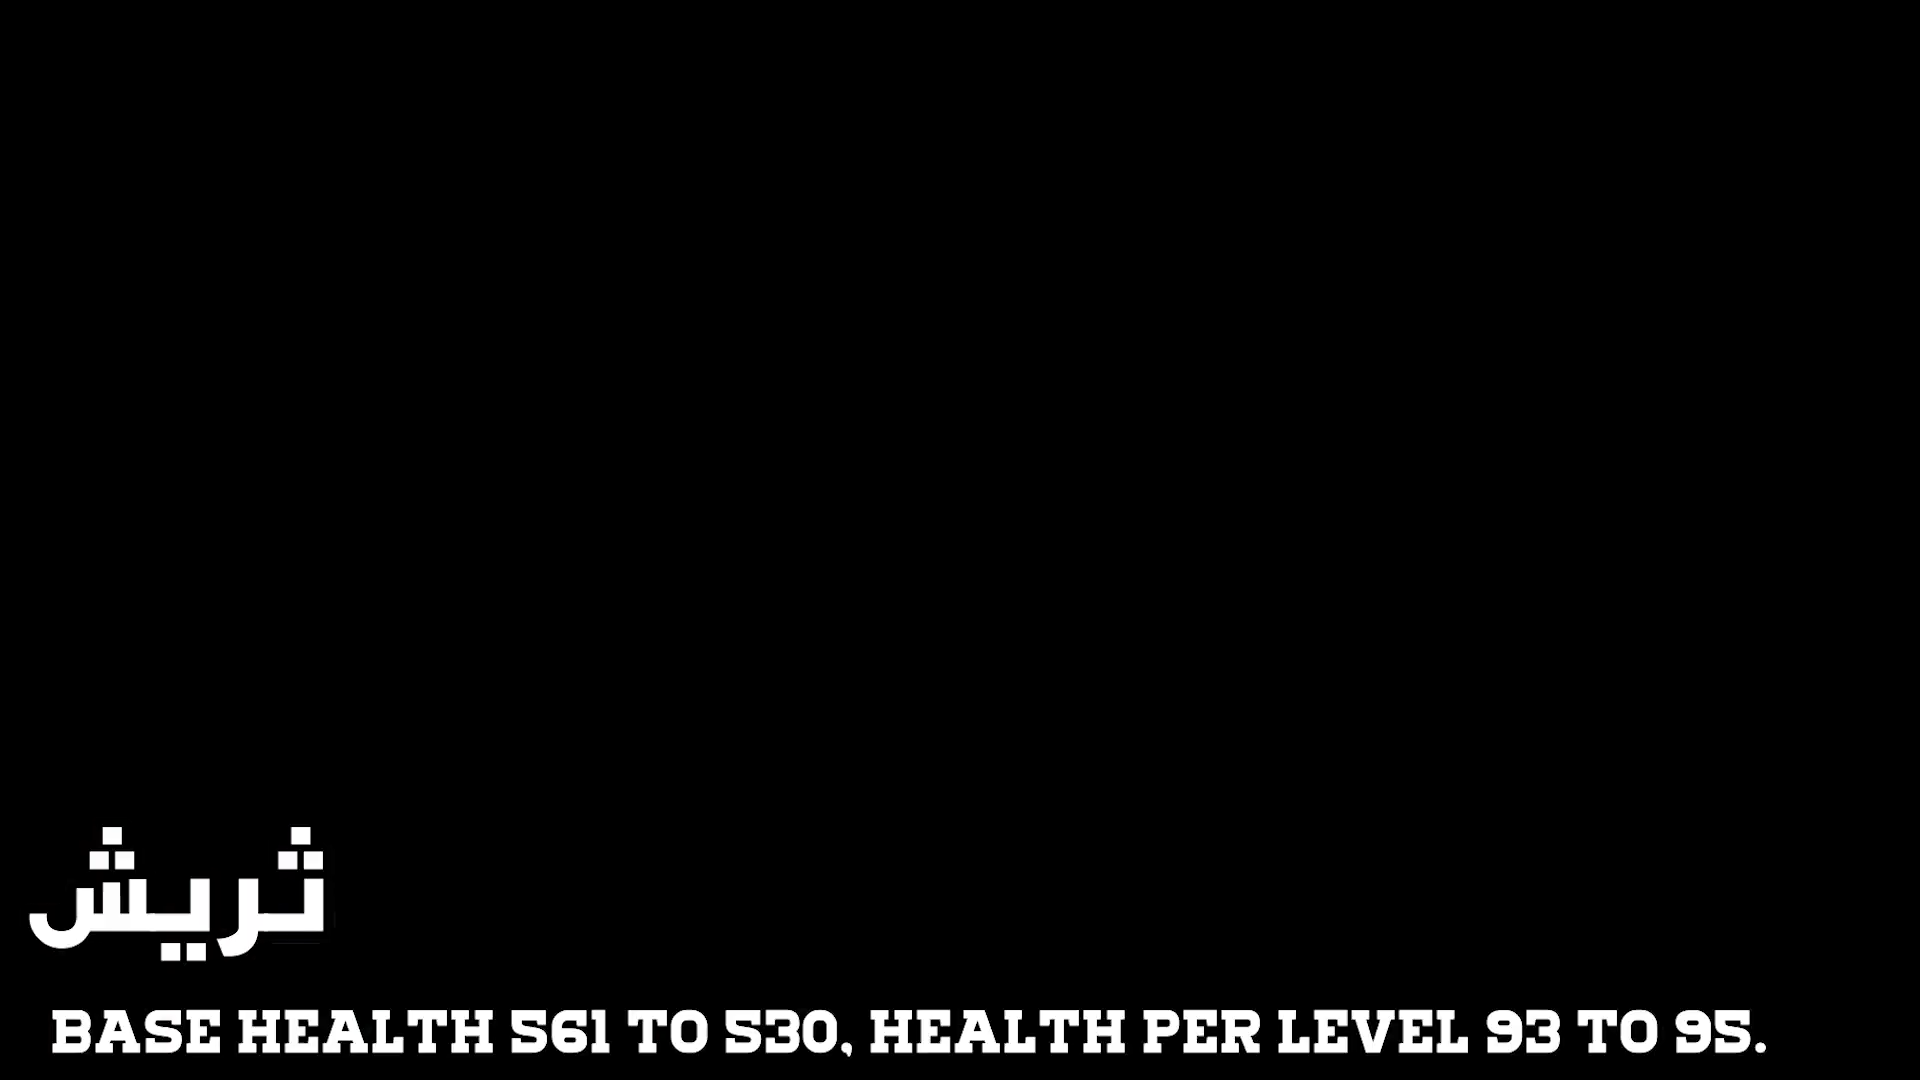 ثريش
BASE HEALTH 561 TO 530, HEALTH PER LEVEL 93 TO 95.